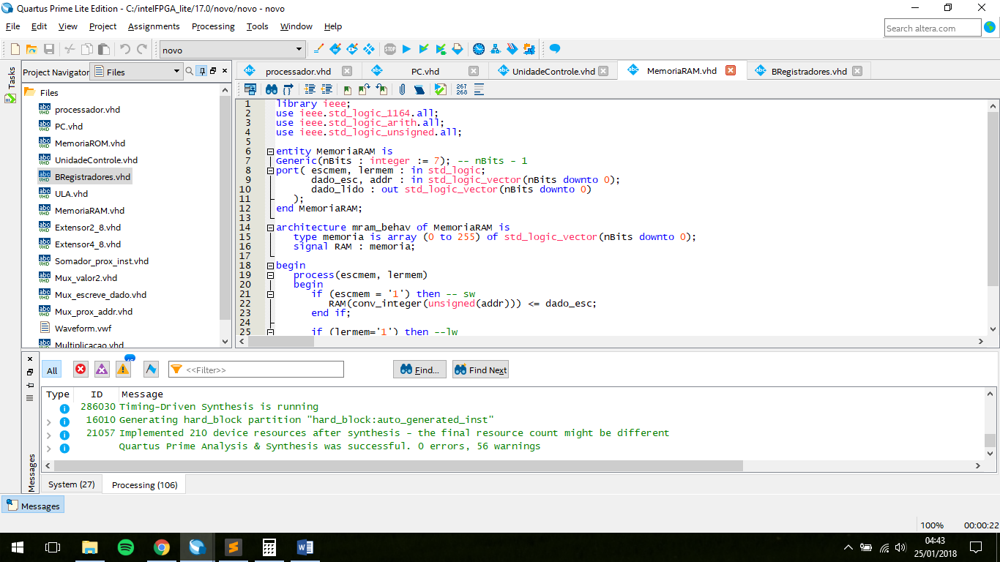 Quartus Prime Lite Edition - C:/intelFPGA_lite/17.0/novo/novo - novo
File Edit View Project Assignments Processing Tools Window Help
Search altera.com
novo
Tasks
Project Navigator Files
processador.vhd PC.vhd UnidadeControle.vhd MemoriaRAM.vhd BRegistradores.vhd
Files
processador.vhd
PC.vhd
MemoriaROM.vhd
UnidadeControle.vhd
BRegistradores.vhd
ULA.vhd
MemoriaRAM.vhd
Extensor2_8.vhd
Extensor4_8.vhd
Somador_prox_inst.vhd
Mux_valor2.vhd
Mux_escreve_dado.vhd
Mux_prox_addr.vhd
Waveform.vwf
Multiplicacao.vhd
267
268
1 library ieee;
2 use ieee.std_logic_1164.all;
3 use ieee.std_logic_arith.all;
4 use ieee.std_logic_unsigned.all;
5
6 entity MemoriaRAM is
7 Generic(nBits : integer := 7); -- nBits - 1
8 port( escmem, lermem : in std_logic;
9 dado_esc, addr : in std_logic_vector(nBits downto 0);
10 dado_lido : out std_logic_vector(nBits downto 0)
11 );
12 end MemoriaRAM;
13
14 architecture mram_behav of MemoriaRAM is
15 type memoria is array (0 to 255) of std_logic_vector(nBits downto 0);
16 signal RAM : memoria;
17
18 begin
19 process(escmem, lermem)
20 begin
21 if (escmem = '1') then -- sw
22 RAM(conv_integer(unsigned(addr))) <= dado_esc;
23 end if;
24
25 if (lermem='1') then --lw
All
<<Filter>>
Find... Find Next
Type ID Message
286030 Timing-Driven Synthesis is running
16010 Generating hard_block partition "hard_block:auto_generated_inst"
21057 Implemented 210 device resources after synthesis - the final resource count might be different
Quartus Prime Analysis & Synthesis was successful. 0 errors, 56 warnings
Messages
System (27) Processing (106)
Messages
100% 00:00:22
04:43
25/01/2018